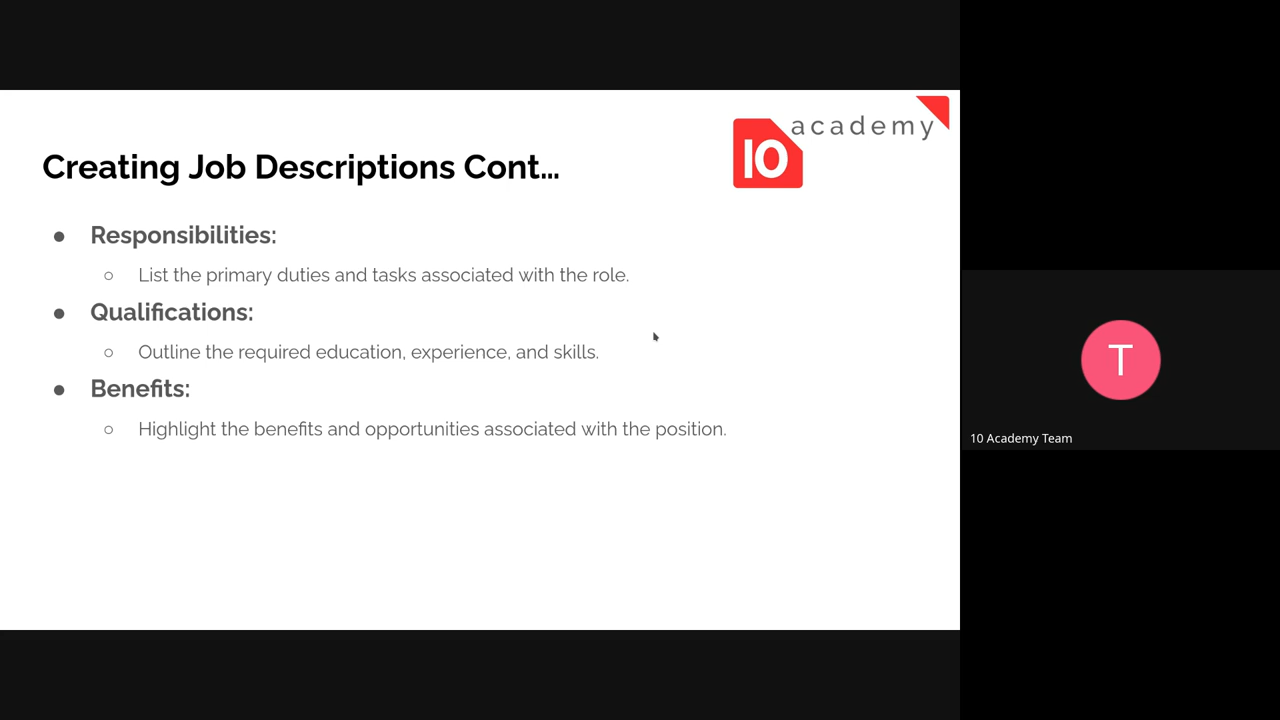 10 academy
Creating Job Descriptions Cont...
● Responsibilities:
○ List the primary duties and tasks associated with the role.
● Qualifications:
○ Outline the required education, experience, and skills.
● Benefits:
○ Highlight the benefits and opportunities associated with the position.
T
10 Academy Team